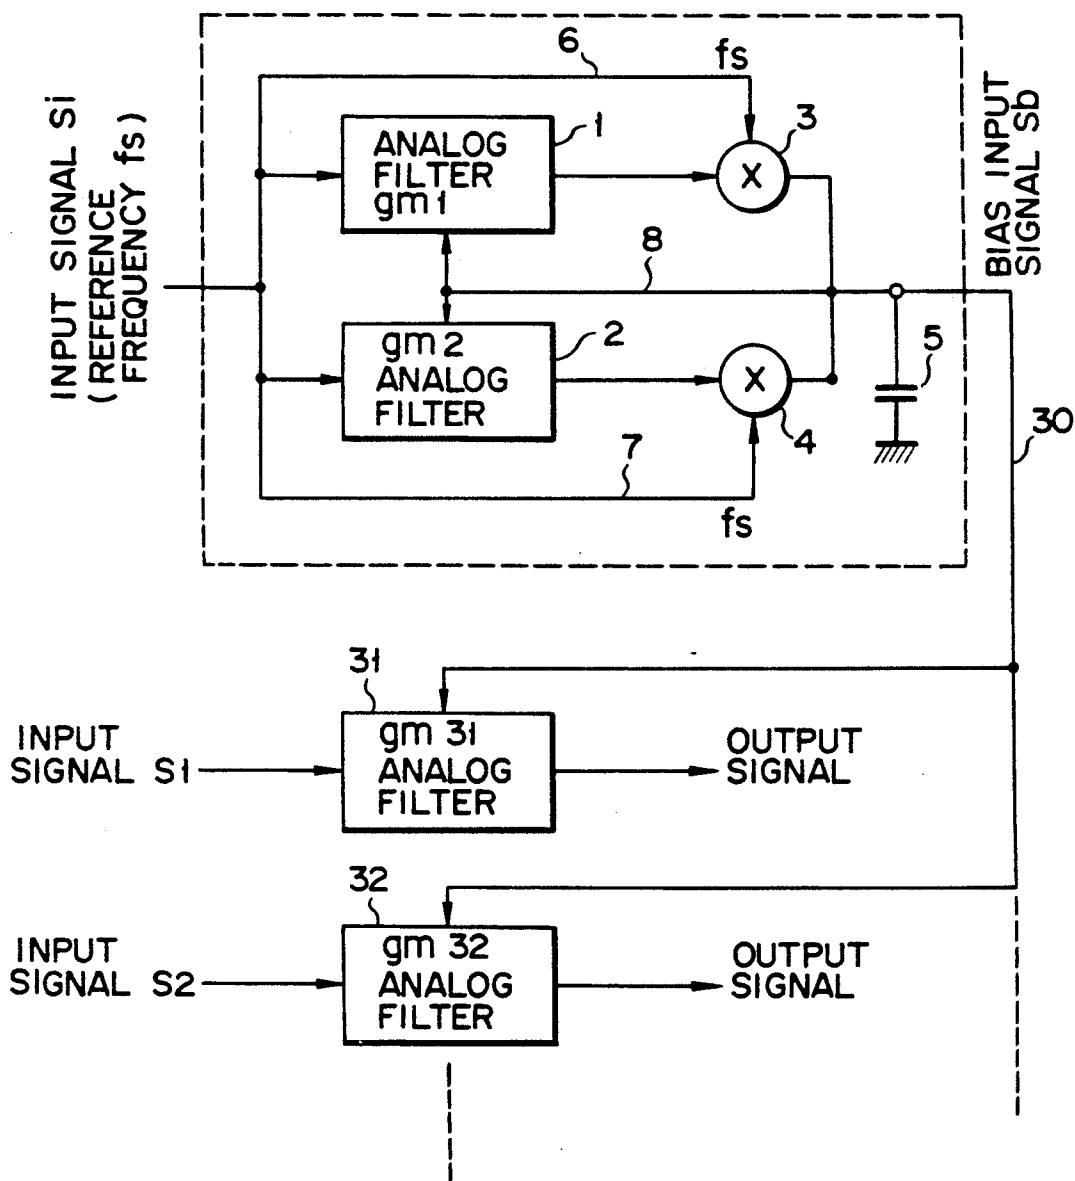 6
fs
INPUT SIGNAL Si
(REFERENCE
FREQUENCY fs)
1
ANALOG
FILTER
gm1
X
3
BIAS INPUT
SIGNAL Sb
8
gm2
ANALOG
FILTER
2
X
4
5
7
fs
30
31
INPUT
SIGNAL S1
gm 31
ANALOG
FILTER
OUTPUT
SIGNAL
32
INPUT
SIGNAL S2
gm 32
ANALOG
FILTER
OUTPUT
SIGNAL